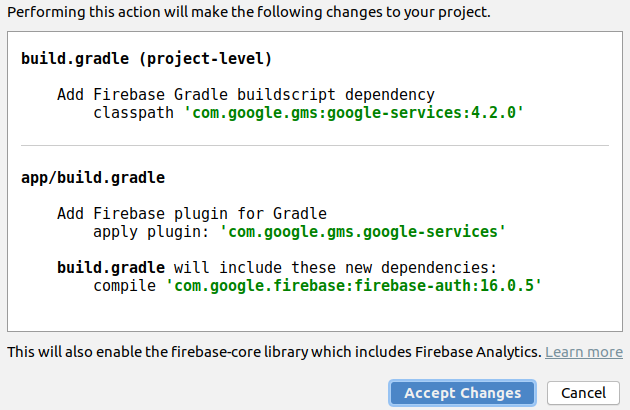 Performing this action will make the following changes to your project.
build.gradle (project-level)
Add Firebase Gradle buildscript dependency
classpath 'com.google.gms:google-services:4.2.0'
app/build.gradle
Add Firebase plugin for Gradle
apply plugin: 'com.google.gms.google-services'
build.gradle will include these new dependencies:
compile 'com.google.firebase:firebase-auth:16.0.5'
This will also enable the firebase-core library which includes Firebase Analytics. Learn more
Accept Changes Cancel